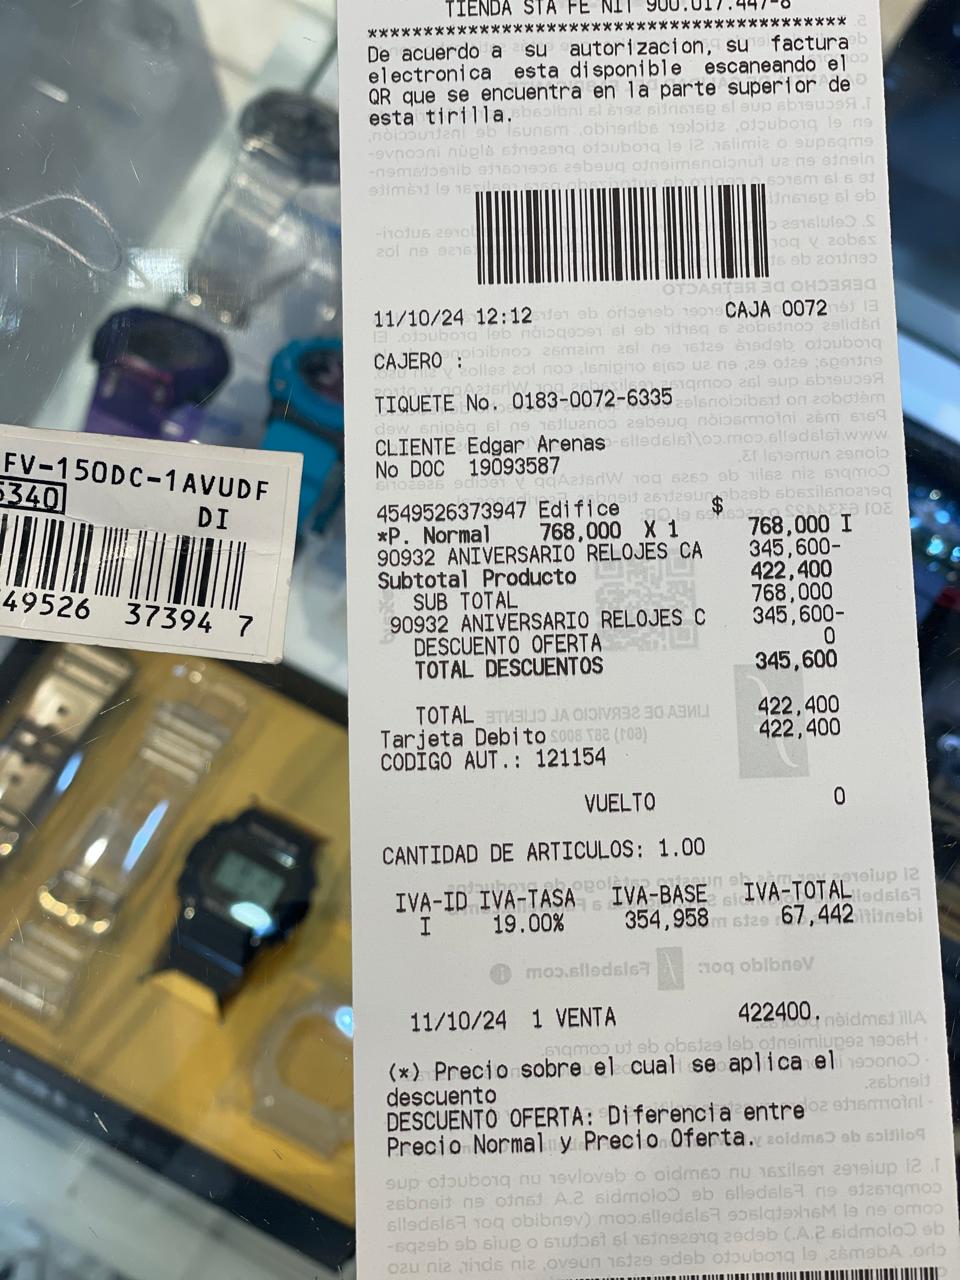 TIENDA STA FE NIT 900.017.447-8
******************************************
De acuerdo a su autorizacion, su factura
electronica esta disponible escaneando el
QR que se encuentra en la parte superior de
esta tirilla.
11/10/24 12:12 CAJA 0072
CAJERO :
TIQUETE No. 0183-0072-6335
CLIENTE Edgar Arenas
No DOC 19093587
$
4549526373947 Edifice
*P. Normal 768,000 X 1 768,000 I
90932 ANIVERSARIO RELOJES CA 345,600-
Subtotal Producto 422,400
SUB TOTAL 768,000
90932 ANIVERSARIO RELOJES C 345,600-
DESCUENTO OFERTA 0
TOTAL DESCUENTOS 345,600
TOTAL 422,400
Tarjeta Debito 422,400
CODIGO AUT.: 121154
VUELTO 0
CANTIDAD DE ARTICULOS: 1.00
IVA-ID IVA-TASA IVA-BASE IVA-TOTAL
I 19.00% 354,958 67,442
11/10/24 1 VENTA 422400.
(*) Precio sobre el cual se aplica el
descuento
DESCUENTO OFERTA: Diferencia entre
Precio Normal y Precio Oferta.
FV-150DC-1AVUDF
5340
DI
49526 37394 7